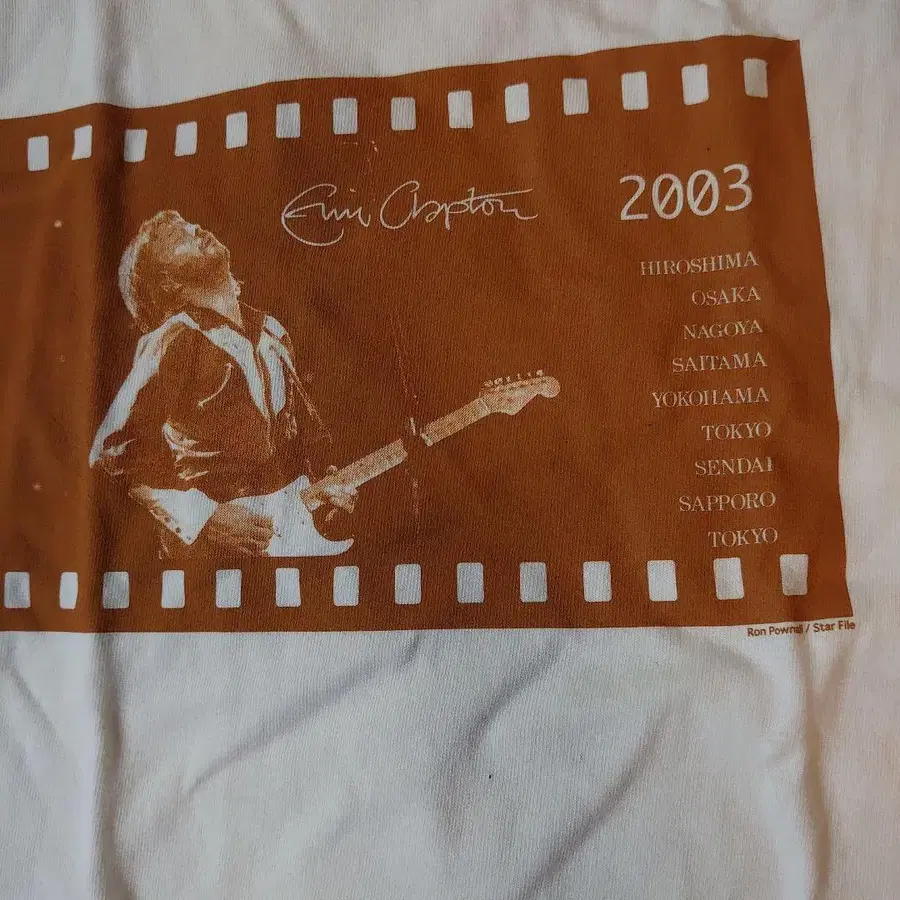 Eric Clapton
2003
HIROSHIMA
OSAKA
NAGOYA
SAITAMA
YOKOHAMA
TOKYO
SENDAI
SAPPORO
TOKYO
Ron Pownall / Star File